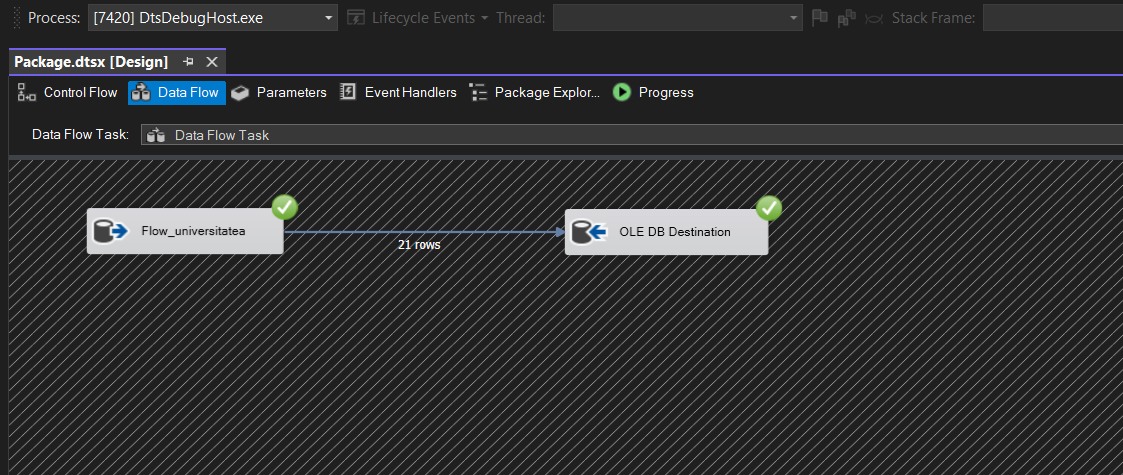 Process: [7420] DtsDebugHost.exe Lifecycle Events Thread: Stack Frame:
Package.dtsx [Design]
Control Flow Data Flow Parameters Event Handlers Package Explor... Progress
Data Flow Task: Data Flow Task
Flow_universitatea OLE DB Destination
21 rows